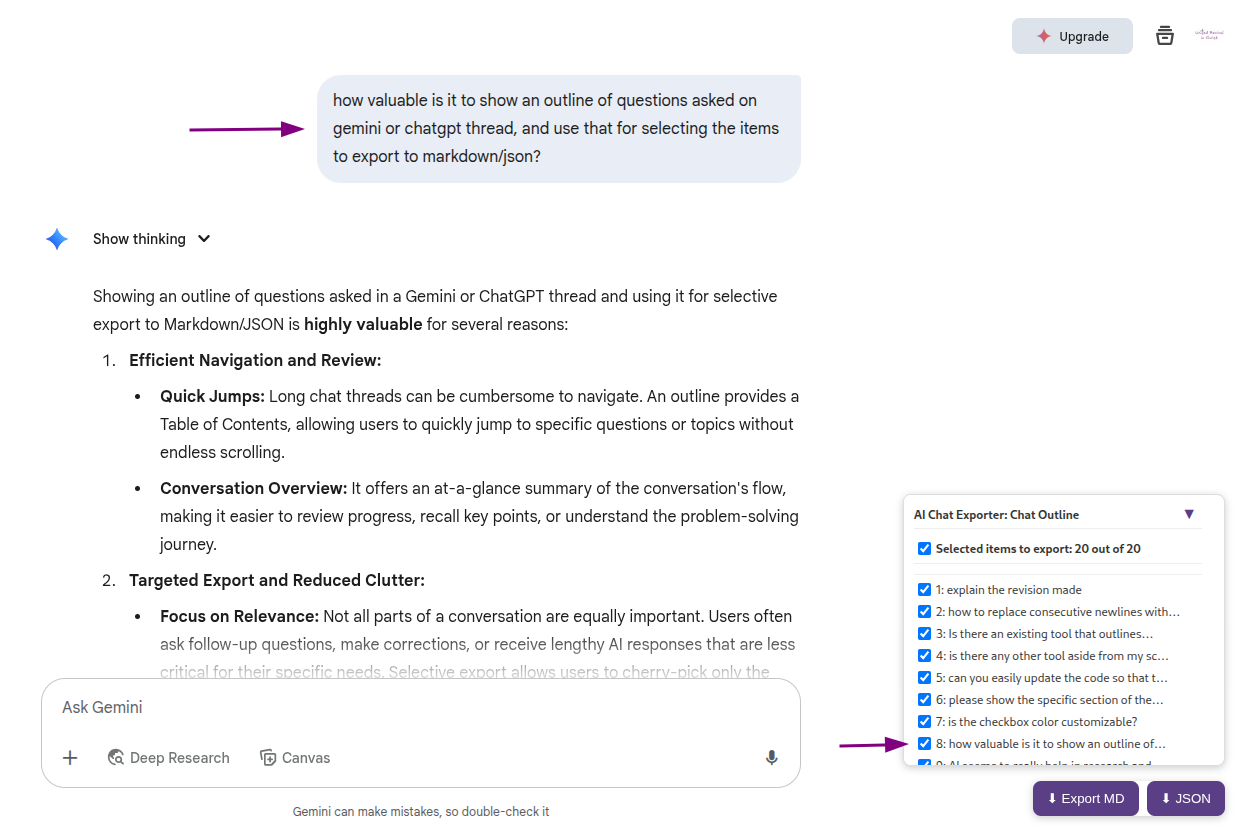 Upgrade
how valuable is it to show an outline of questions asked on
gemini or chatgpt thread, and use that for selecting the items
to export to markdown/json?
Show thinking
Showing an outline of questions asked in a Gemini or ChatGPT thread and using it for selective
export to Markdown/JSON is highly valuable for several reasons:
1. Efficient Navigation and Review:
• Quick Jumps: Long chat threads can be cumbersome to navigate. An outline provides a
Table of Contents, allowing users to quickly jump to specific questions or topics without
endless scrolling.
• Conversation Overview: It offers an at-a-glance summary of the conversation's flow,
making it easier to review progress, recall key points, or understand the problem-solving
journey.
2. Targeted Export and Reduced Clutter:
• Focus on Relevance: Not all parts of a conversation are equally important. Users often
ask follow-up questions, make corrections, or receive lengthy AI responses that are less
critical for their specific needs. Selective export allows users to cherry-pick only the
Ask Gemini
Deep Research
Canvas
Gemini can make mistakes, so double-check it
AI Chat Exporter: Chat Outline ▼
Selected items to export: 20 out of 20
1: explain the revision made
2: how to replace consecutive newlines with…
3: Is there an existing tool that outlines…
4: is there any other tool aside from my sc…
5: can you easily update the code so that t…
6: please show the specific section of the…
7: is the checkbox color customizable?
8: how valuable is it to show an outline of…
9: AI seems to really help in research and
⬇ Export MD
⬇ JSON